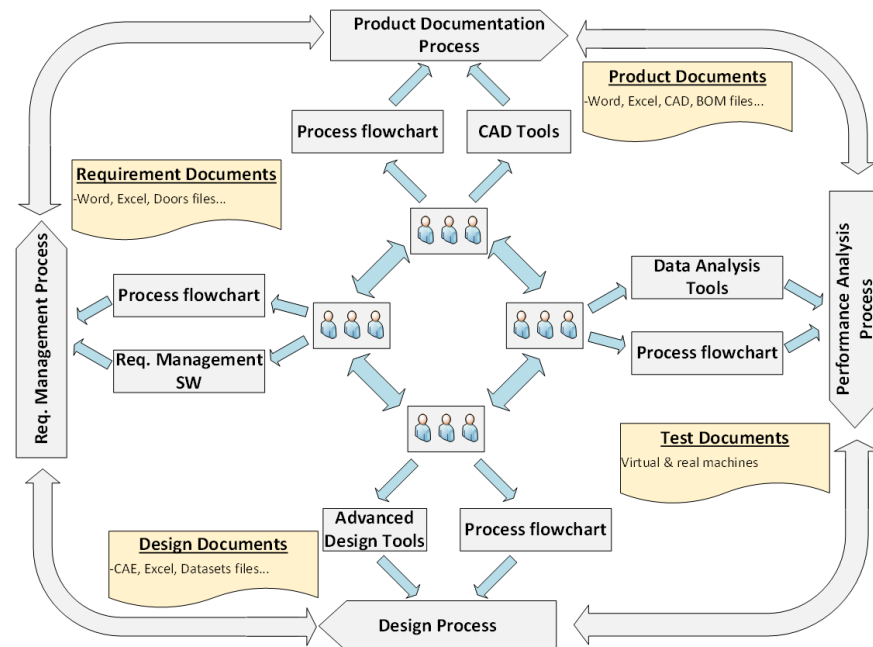 Product Documentation
Process
Product Documents
-Word, Excel, CAD, BOM files...
Process flowchart
CAD Tools
Requirement Documents
-Word, Excel, Doors files...
Req. Management Process
Process flowchart
Req. Management
SW
Data Analysis
Tools
Process flowchart
Performance Analysis
Process
Test Documents
Virtual & real machines
Advanced
Design Tools
Process flowchart
Design Documents
-CAE, Excel, Datasets files...
Design Process